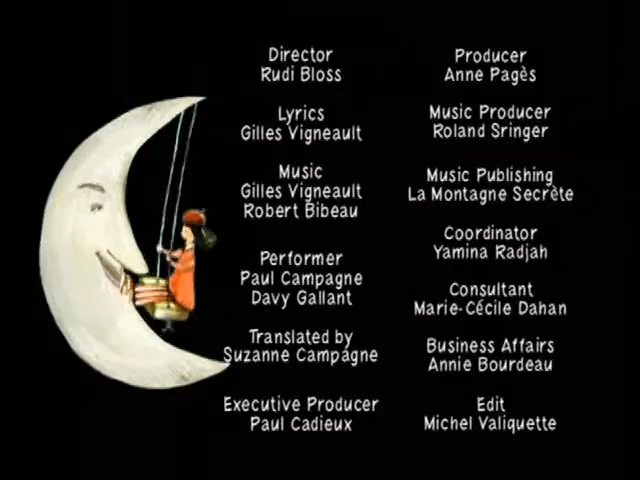 Director
Rudi Bloss
Lyrics
Gilles Vigneault
Music
Gilles Vigneault
Robert Bibeau
Performer
Paul Campagne
Davy Gallant
Translated by
Suzanne Campagne
Executive Producer
Paul Cadieux
Producer
Anne Pagès
Music Producer
Roland Sringer
Music Publishing
La Montagne Secrète
Coordinator
Yamina Radjah
Consultant
Marie-Cécile Dahan
Business Affairs
Annie Bourdeau
Edit
Michel Valiquette